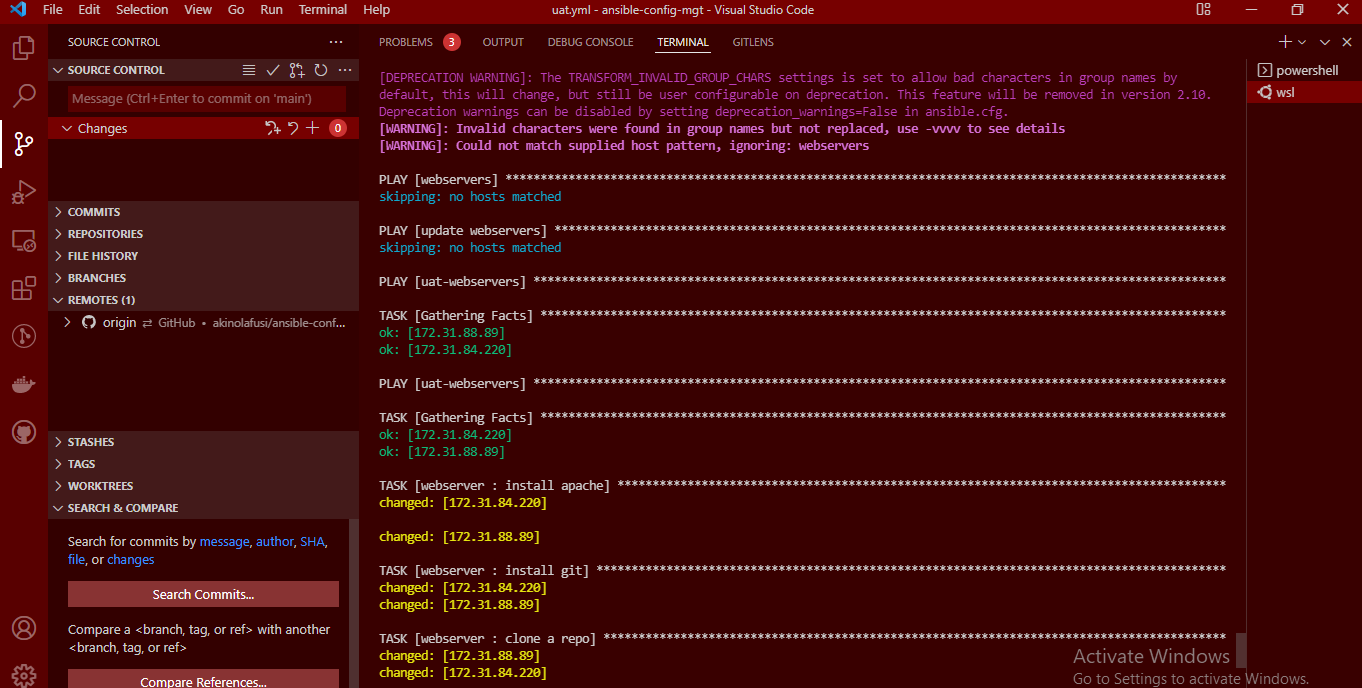 File Edit Selection View Go Run Terminal Help
uat.yml - ansible-config-mgt - Visual Studio Code
SOURCE CONTROL
SOURCE CONTROL
Message (Ctrl+Enter to commit on 'main')
Changes
0
COMMITS
REPOSITORIES
FILE HISTORY
BRANCHES
REMOTES (1)
origin ⇄ GitHub • akinolafusi/ansible-conf...
STASHES
TAGS
WORKTREES
SEARCH & COMPARE
Search for commits by message, author, SHA,
file, or changes
Search Commits...
Compare a <branch, tag, or ref> with another
<branch, tag, or ref>
Compare References...
PROBLEMS 3 OUTPUT DEBUG CONSOLE TERMINAL GITLENS
[DEPRECATION WARNING]: The TRANSFORM_INVALID_GROUP_CHARS settings is set to allow bad characters in group names by
default, this will change, but still be user configurable on deprecation. This feature will be removed in version 2.10.
Deprecation warnings can be disabled by setting deprecation_warnings=False in ansible.cfg.
[WARNING]: Invalid characters were found in group names but not replaced, use -vvvv to see details
[WARNING]: Could not match supplied host pattern, ignoring: webservers
PLAY [webservers] ******************************************************************************************************
skipping: no hosts matched
PLAY [update webservers] ***********************************************************************************************
skipping: no hosts matched
PLAY [uat-webservers] **************************************************************************************************
TASK [Gathering Facts] *************************************************************************************************
ok: [172.31.88.89]
ok: [172.31.84.220]
PLAY [uat-webservers] **************************************************************************************************
TASK [Gathering Facts] *************************************************************************************************
ok: [172.31.84.220]
ok: [172.31.88.89]
TASK [webserver : install apache] **************************************************************************************
changed: [172.31.84.220]
changed: [172.31.88.89]
TASK [webserver : install git] *****************************************************************************************
changed: [172.31.84.220]
changed: [172.31.88.89]
TASK [webserver : clone a repo] ****************************************************************************************
changed: [172.31.88.89]
changed: [172.31.84.220]
powershell
wsl
Activate Windows
Go to Settings to activate Windows.